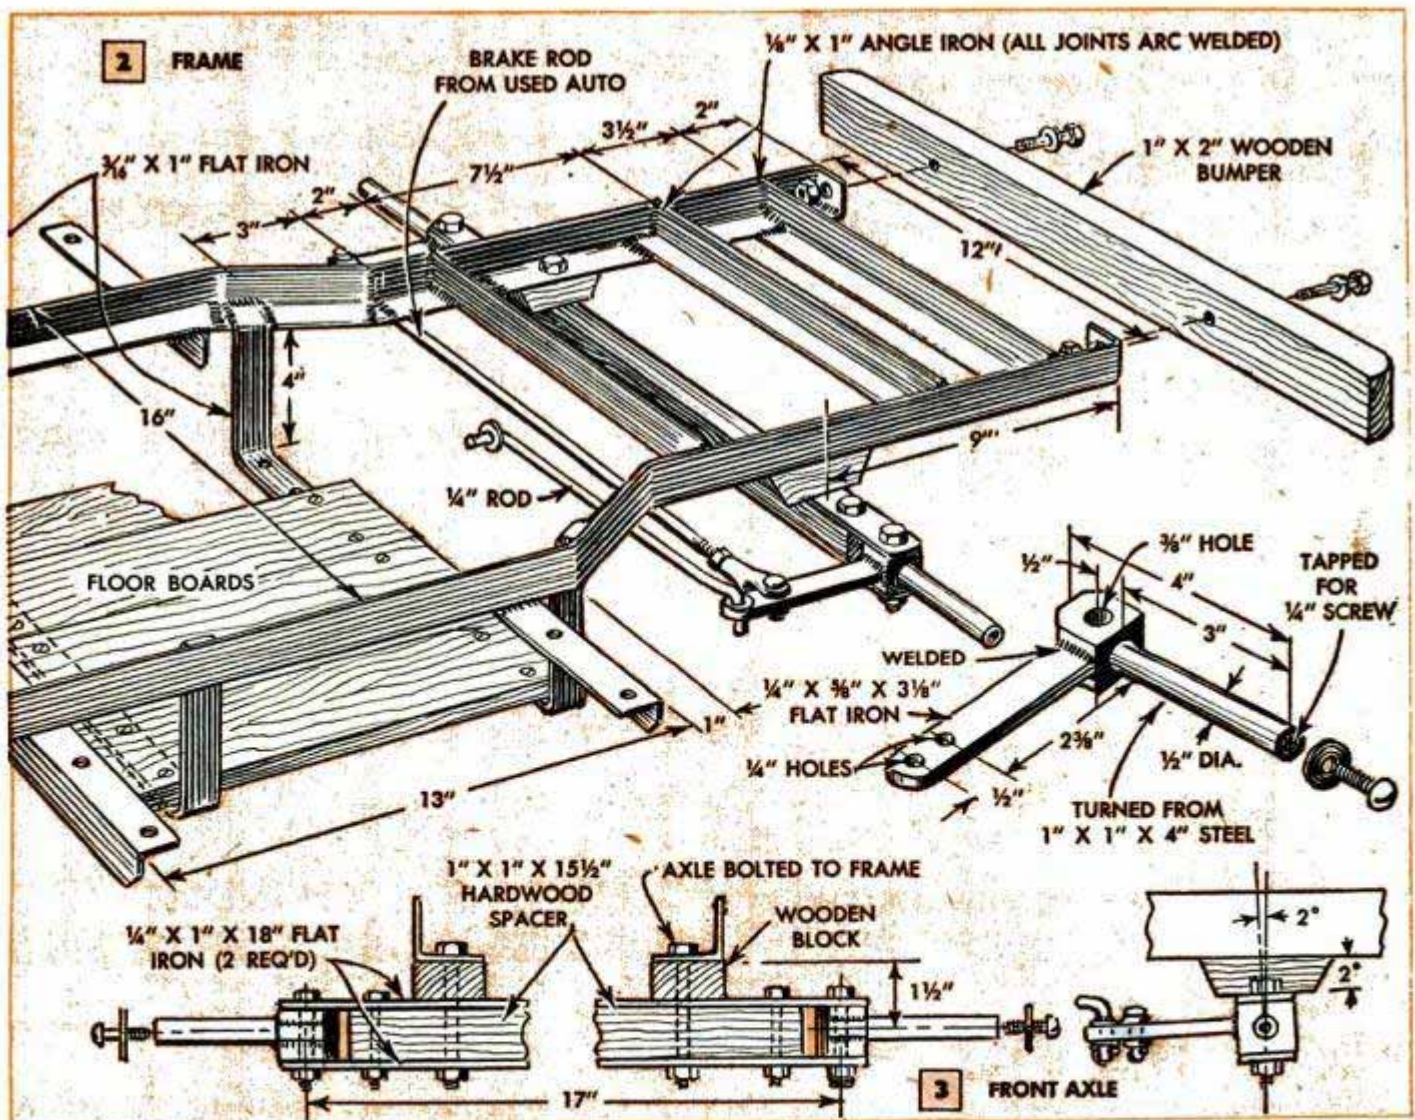 2 FRAME
BRAKE ROD
FROM USED AUTO
⅛" X 1" ANGLE IRON (ALL JOINTS ARC WELDED)
3/16" X 1" FLAT IRON
2"
3½"
7½"
2"
3"
1" X 2" WOODEN
BUMPER
12"
4"
16"
9"
¼" ROD
FLOOR BOARDS
⅜" HOLE
½"
4"
TAPPED
FOR
¼" SCREW
3"
WELDED
¼" X ⅝" X 3⅛"
FLAT IRON
1"
2⅜"
¼" HOLES
½" DIA.
½"
13"
TURNED FROM
1" X 1" X 4" STEEL
1" X 1" X 15½"
HARDWOOD
SPACER
AXLE BOLTED TO FRAME
WOODEN
BLOCK
¼" X 1" X 18" FLAT
IRON (2 REQ'D)
2°
2°
1½"
17"
3 FRONT AXLE